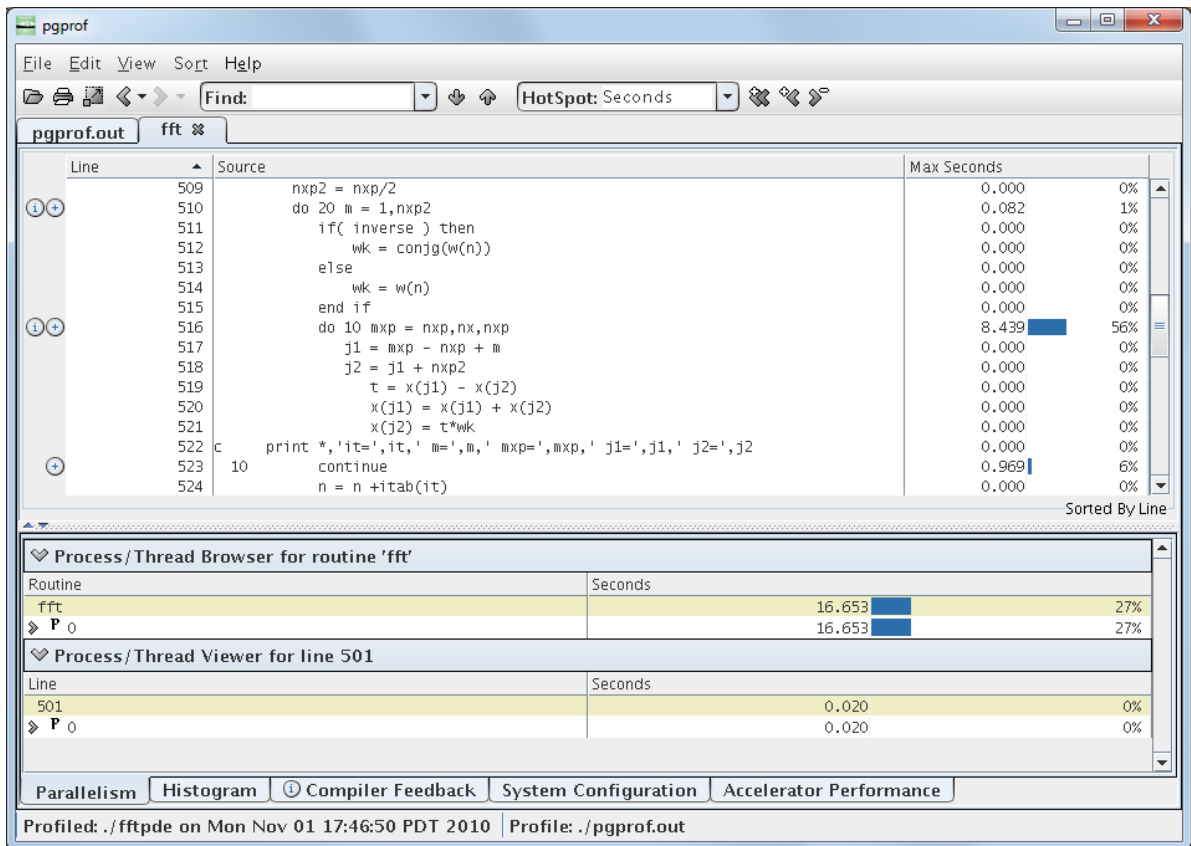 pgprof
File Edit View Sort Help
Find: HotSpot: Seconds
pgprof.out fft
Line Source Max Seconds
509 nxp2 = nxp/2 0.000 0%
510 do 20 m = 1,nxp2 0.082 1%
511 if( inverse ) then 0.000 0%
512 wk = conjg(w(n)) 0.000 0%
513 else 0.000 0%
514 wk = w(n) 0.000 0%
515 end if 0.000 0%
516 do 10 mxp = nxp,nx,nxp 8.439 56%
517 j1 = mxp - nxp + m 0.000 0%
518 j2 = j1 + nxp2 0.000 0%
519 t = x(j1) - x(j2) 0.000 0%
520 x(j1) = x(j1) + x(j2) 0.000 0%
521 x(j2) = t*wk 0.000 0%
522 c print *,'it=',it,' m=',m,' mxp=',mxp,' j1=',j1,' j2=',j2 0.000 0%
523 10 continue 0.969 6%
524 n = n +itab(it) 0.000 0%
Sorted By Line
Process/Thread Browser for routine 'fft'
Routine Seconds
fft 16.653 27%
P 0 16.653 27%
Process/Thread Viewer for line 501
Line Seconds
501 0.020 0%
P 0 0.020 0%
Parallelism Histogram Compiler Feedback System Configuration Accelerator Performance
Profiled: ./fftpde on Mon Nov 01 17:46:50 PDT 2010 Profile: ./pgprof.out